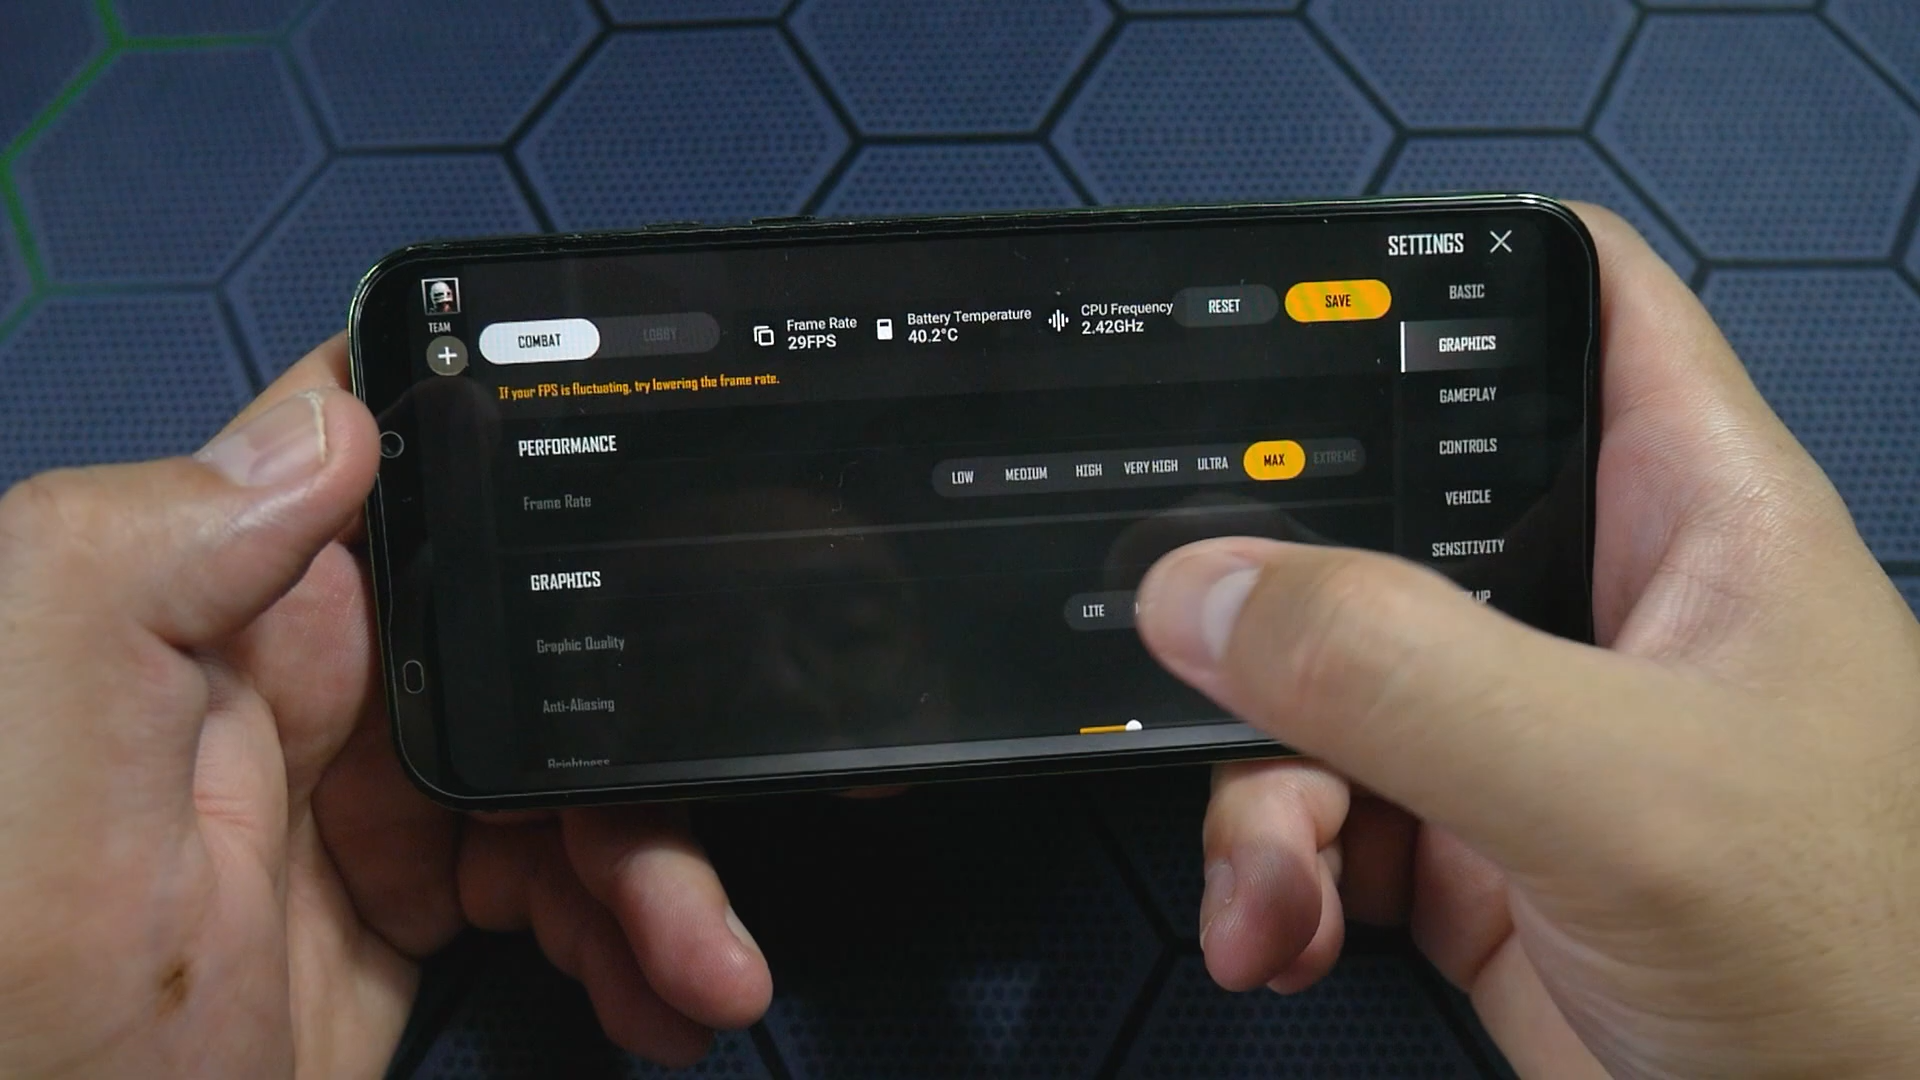 SETTINGS
TEAM
COMBAT
LOBBY
Frame Rate
29FPS
Battery Temperature
40.2°C
CPU Frequency
2.42GHz
RESET
SAVE
If your FPS is fluctuating, try lowering the frame rate.
PERFORMANCE
Frame Rate
LOW MEDIUM HIGH VERY HIGH ULTRA MAX EXTREME
GRAPHICS
Graphic Quality
LITE
Anti-Aliasing
Brightness
BASIC
GRAPHICS
GAMEPLAY
CONTROLS
VEHICLE
SENSITIVITY